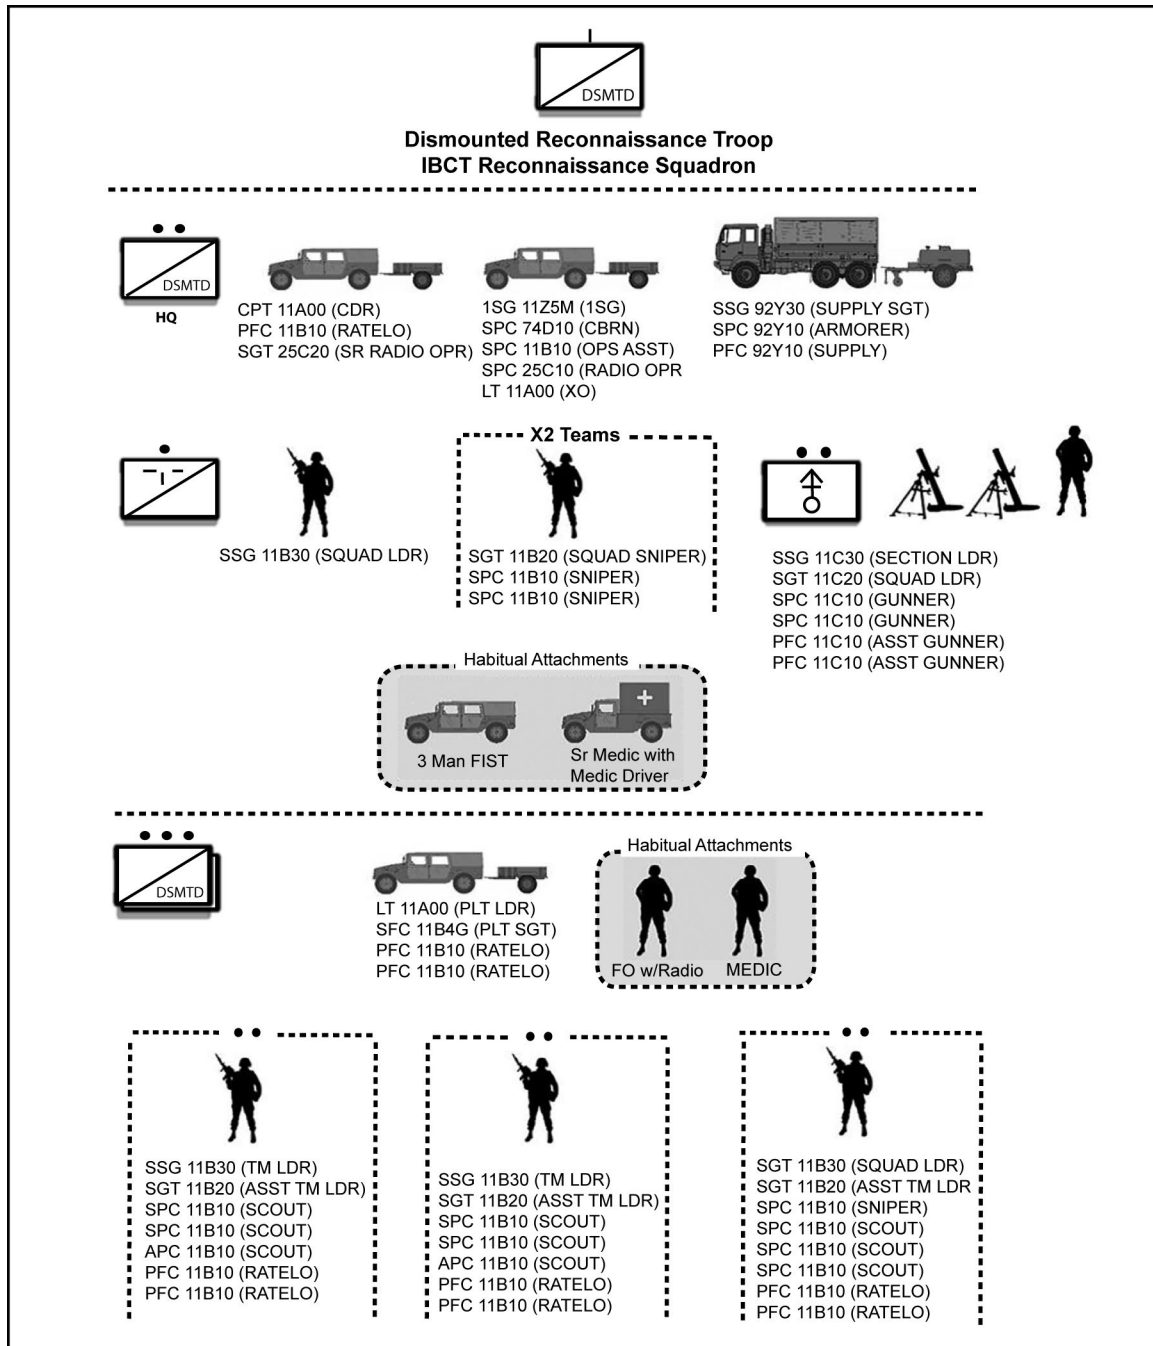 DSMTD
Dismounted Reconnaissance Troop
IBCT Reconnaissance Squadron
DSMTD
HQ
CPT 11A00 (CDR)
PFC 11B10 (RATELO)
SGT 25C20 (SR RADIO OPR)
1SG 11Z5M (1SG)
SPC 74D10 (CBRN)
SPC 11B10 (OPS ASST)
SPC 25C10 (RADIO OPR
LT 11A00 (XO)
SSG 92Y30 (SUPPLY SGT)
SPC 92Y10 (ARMORER)
PFC 92Y10 (SUPPLY)
SSG 11B30 (SQUAD LDR)
X2 Teams
SGT 11B20 (SQUAD SNIPER)
SPC 11B10 (SNIPER)
SPC 11B10 (SNIPER)
SSG 11C30 (SECTION LDR)
SGT 11C20 (SQUAD LDR)
SPC 11C10 (GUNNER)
SPC 11C10 (GUNNER)
PFC 11C10 (ASST GUNNER)
PFC 11C10 (ASST GUNNER)
Habitual Attachments
3 Man FIST
Sr Medic with
Medic Driver
DSMTD
LT 11A00 (PLT LDR)
SFC 11B4G (PLT SGT)
PFC 11B10 (RATELO)
PFC 11B10 (RATELO)
Habitual Attachments
FO w/Radio
MEDIC
SSG 11B30 (TM LDR)
SGT 11B20 (ASST TM LDR)
SPC 11B10 (SCOUT)
SPC 11B10 (SCOUT)
APC 11B10 (SCOUT)
PFC 11B10 (RATELO)
PFC 11B10 (RATELO)
SSG 11B30 (TM LDR)
SGT 11B20 (ASST TM LDR)
SPC 11B10 (SCOUT)
SPC 11B10 (SCOUT)
APC 11B10 (SCOUT)
PFC 11B10 (RATELO)
PFC 11B10 (RATELO)
SGT 11B30 (SQUAD LDR)
SGT 11B20 (ASST TM LDR
SPC 11B10 (SNIPER)
SPC 11B10 (SCOUT)
SPC 11B10 (SCOUT)
SPC 11B10 (SCOUT)
PFC 11B10 (RATELO)
PFC 11B10 (RATELO)